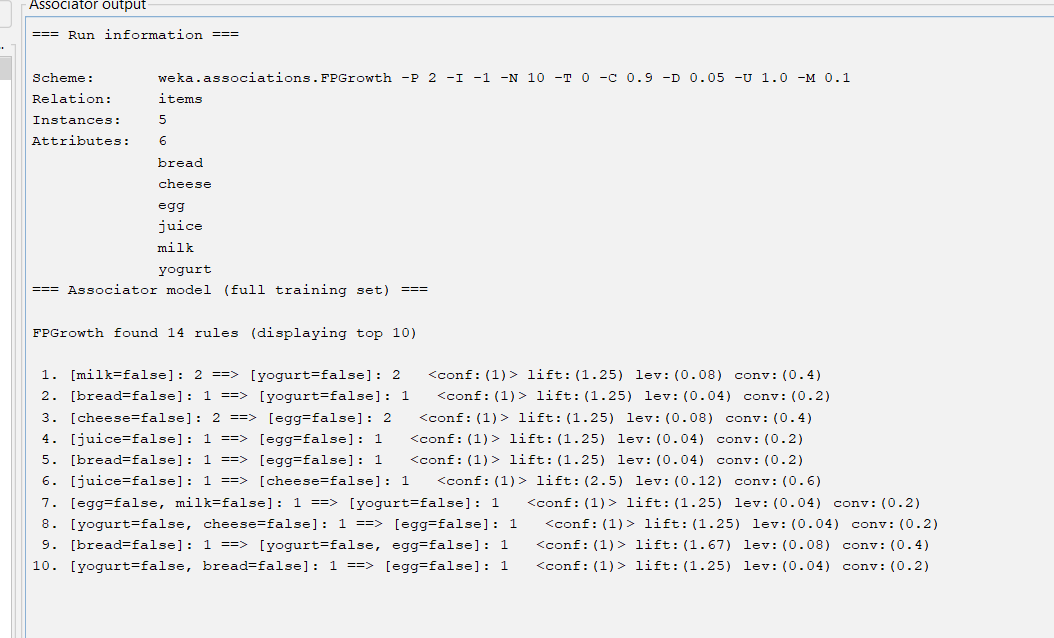 Associator output
=== Run information ===
Scheme: weka.associations.FPGrowth -P 2 -I -1 -N 10 -T 0 -C 0.9 -D 0.05 -U 1.0 -M 0.1
Relation: items
Instances: 5
Attributes: 6
bread
cheese
egg
juice
milk
yogurt
=== Associator model (full training set) ===
FPGrowth found 14 rules (displaying top 10)
1. [milk=false]: 2 ==> [yogurt=false]: 2 <conf:(1)> lift:(1.25) lev:(0.08) conv:(0.4)
2. [bread=false]: 1 ==> [yogurt=false]: 1 <conf:(1)> lift:(1.25) lev:(0.04) conv:(0.2)
3. [cheese=false]: 2 ==> [egg=false]: 2 <conf:(1)> lift:(1.25) lev:(0.08) conv:(0.4)
4. [juice=false]: 1 ==> [egg=false]: 1 <conf:(1)> lift:(1.25) lev:(0.04) conv:(0.2)
5. [bread=false]: 1 ==> [egg=false]: 1 <conf:(1)> lift:(1.25) lev:(0.04) conv:(0.2)
6. [juice=false]: 1 ==> [cheese=false]: 1 <conf:(1)> lift:(2.5) lev:(0.12) conv:(0.6)
7. [egg=false, milk=false]: 1 ==> [yogurt=false]: 1 <conf:(1)> lift:(1.25) lev:(0.04) conv:(0.2)
8. [yogurt=false, cheese=false]: 1 ==> [egg=false]: 1 <conf:(1)> lift:(1.25) lev:(0.04) conv:(0.2)
9. [bread=false]: 1 ==> [yogurt=false, egg=false]: 1 <conf:(1)> lift:(1.67) lev:(0.08) conv:(0.4)
10. [yogurt=false, bread=false]: 1 ==> [egg=false]: 1 <conf:(1)> lift:(1.25) lev:(0.04) conv:(0.2)